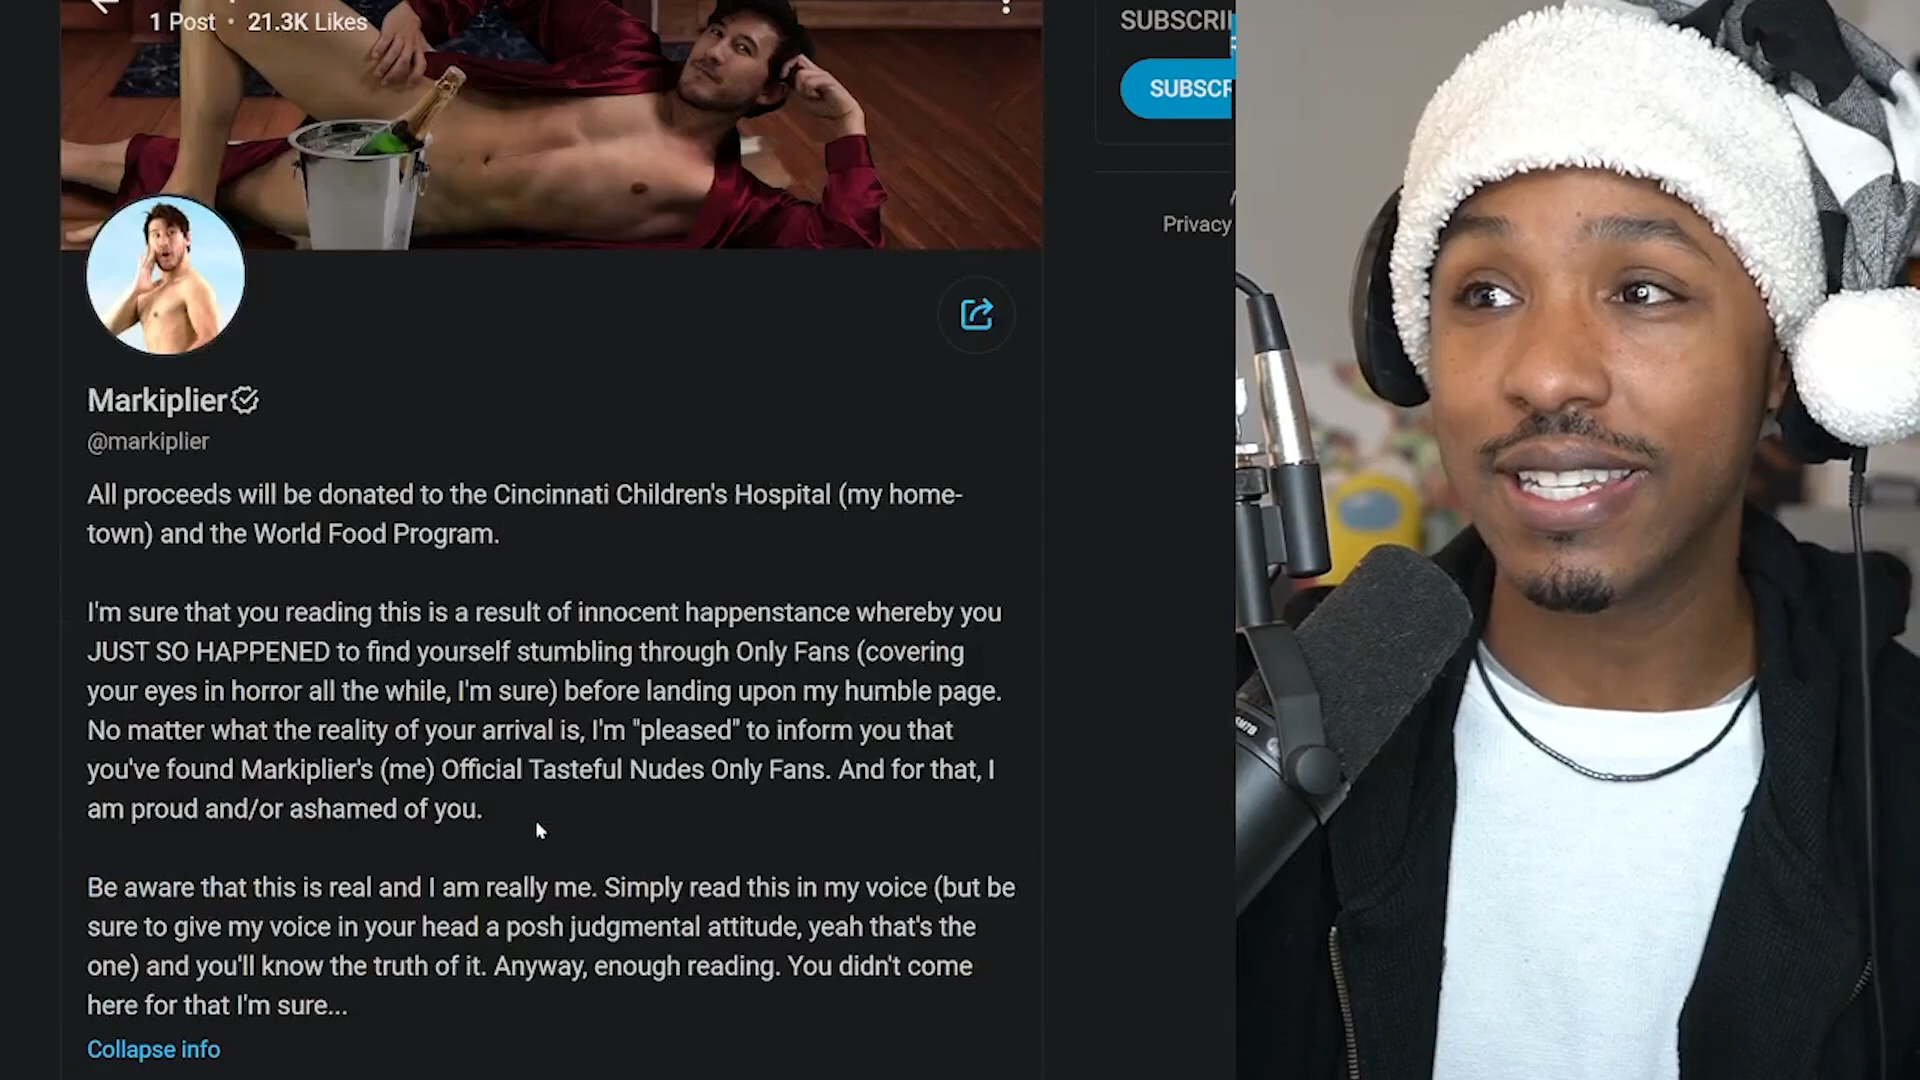 1 Post • 21.3K Likes
SUBSCRI
SUBSCR
Privacy
Markiplier
@markiplier
All proceeds will be donated to the Cincinnati Children's Hospital (my home-
town) and the World Food Program.
I'm sure that you reading this is a result of innocent happenstance whereby you
JUST SO HAPPENED to find yourself stumbling through Only Fans (covering
your eyes in horror all the while, I'm sure) before landing upon my humble page.
No matter what the reality of your arrival is, I'm "pleased" to inform you that
you've found Markiplier's (me) Official Tasteful Nudes Only Fans. And for that, I
am proud and/or ashamed of you.
Be aware that this is real and I am really me. Simply read this in my voice (but be
sure to give my voice in your head a posh judgmental attitude, yeah that's the
one) and you'll know the truth of it. Anyway, enough reading. You didn't come
here for that I'm sure...
Collapse info